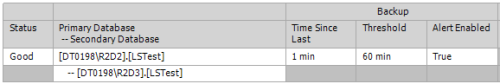 Backup
Status Primary Database Time Since Threshold Alert Enabled
-- Secondary Database Last
Good [DT0198\R2D2].[LSTest] 1 min 60 min True
-- [DT0198\R2D3].[LSTest]